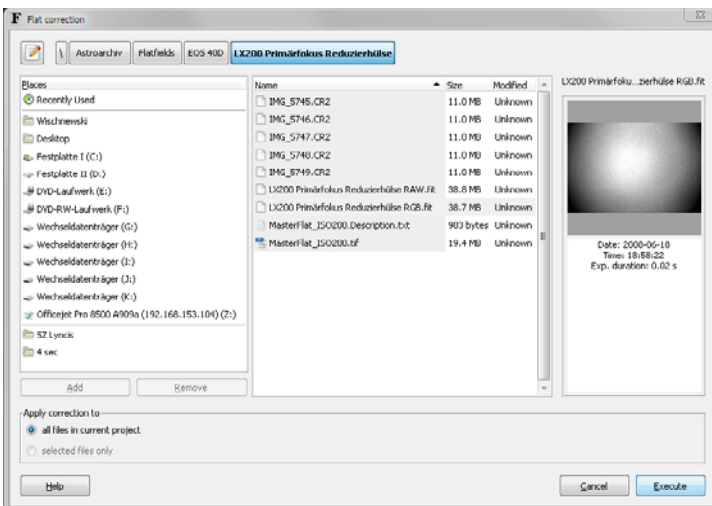 F Flat correction
\ Astroarchiv Flatfields EOS 40D LX200 Primärfokus Reduzierhülse
Places
Recently Used
Wischnewski
Desktop
Festplatte I (C:)
Festplatte II (D:)
DVD-Laufwerk (E:)
DVD-RW-Laufwerk (F:)
Wechseldatenträger (G:)
Wechseldatenträger (H:)
Wechseldatenträger (I:)
Wechseldatenträger (J:)
Wechseldatenträger (K:)
Officejet Pro 8500 A909a (192.168.153.104) (Z:)
SZ Lyncis
4 sec
Add Remove
Name Size Modified
IMG_5745.CR2 11.0 MB Unknown
IMG_5746.CR2 11.0 MB Unknown
IMG_5747.CR2 11.0 MB Unknown
IMG_5748.CR2 11.0 MB Unknown
IMG_5749.CR2 11.0 MB Unknown
LX200 Primärfokus Reduzierhülse RAW.fit 38.8 MB Unknown
LX200 Primärfokus Reduzierhülse RGB.fit 38.7 MB Unknown
MasterFlat_ISO200.Description.txt 903 bytes Unknown
MasterFlat_ISO200.tif 19.4 MB Unknown
LX200 Primärfoku...zierhülse RGB.fit
Date: 2008-06-10
Time: 18:58:22
Exp. duration: 0.02 s
Apply correction to
all files in current project
selected files only
Help Cancel Execute